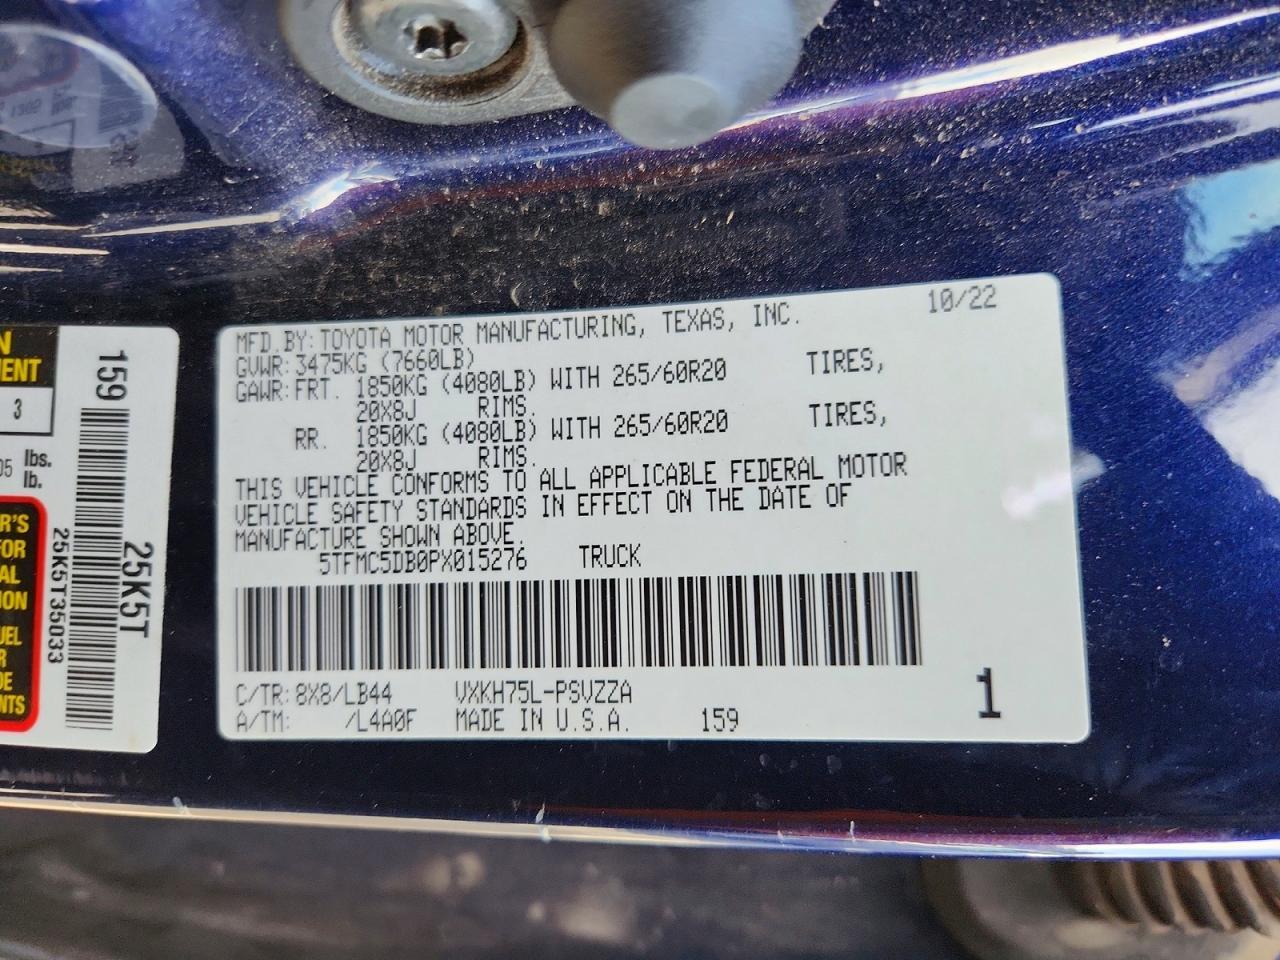 MFD.BY:TOYOTA MOTOR MANUFACTURING, TEXAS, INC. 10/22
GVWR:3475KG (7660LB)
GAWR:FRT. 1850KG (4080LB) WITH 265/60R20 TIRES,
20X8J RIMS.
RR. 1850KG (4080LB) WITH 265/60R20 TIRES,
20X8J RIMS.
THIS VEHICLE CONFORMS TO ALL APPLICABLE FEDERAL MOTOR
VEHICLE SAFETY STANDARDS IN EFFECT ON THE DATE OF
MANUFACTURE SHOWN ABOVE.
5TFMC5DB0PX015276 TRUCK
C/TR:8X8/LB44 VXKH75L-PSVZZA
A/TM: /L4A0F MADE IN U.S.A. 159
1
159
25K5T
25K5T35033
3
lbs.
lb.